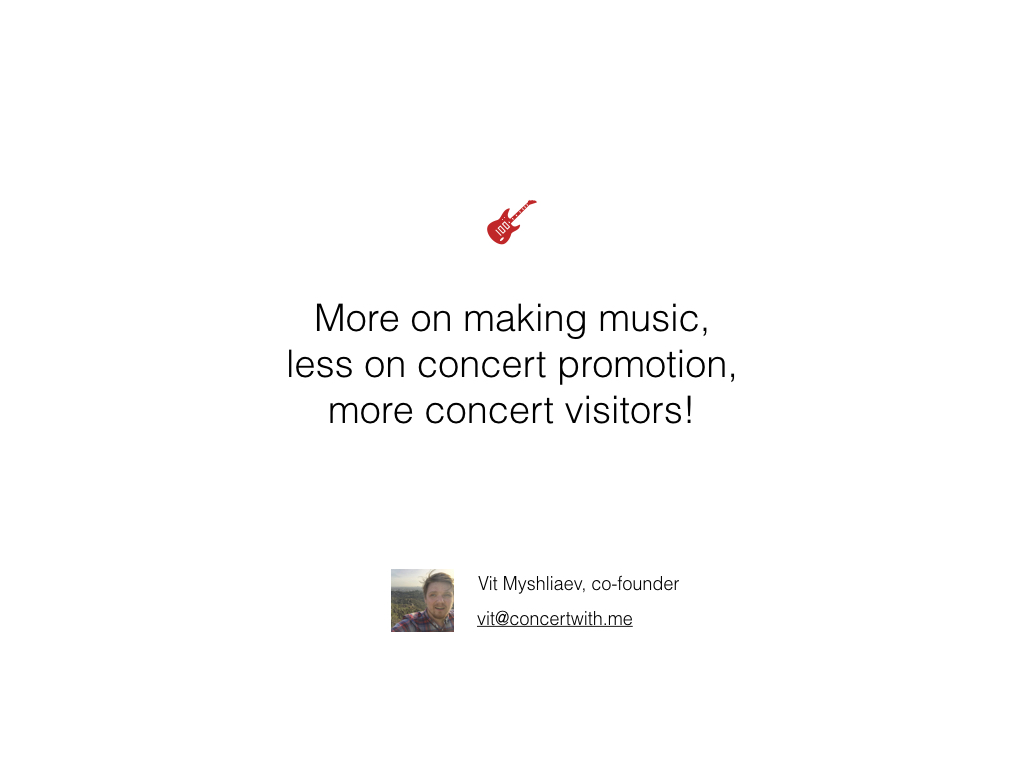 More on making music,
less on concert promotion,
more concert visitors!
Vit Myshliaev, co-founder
vit@concertwith.me